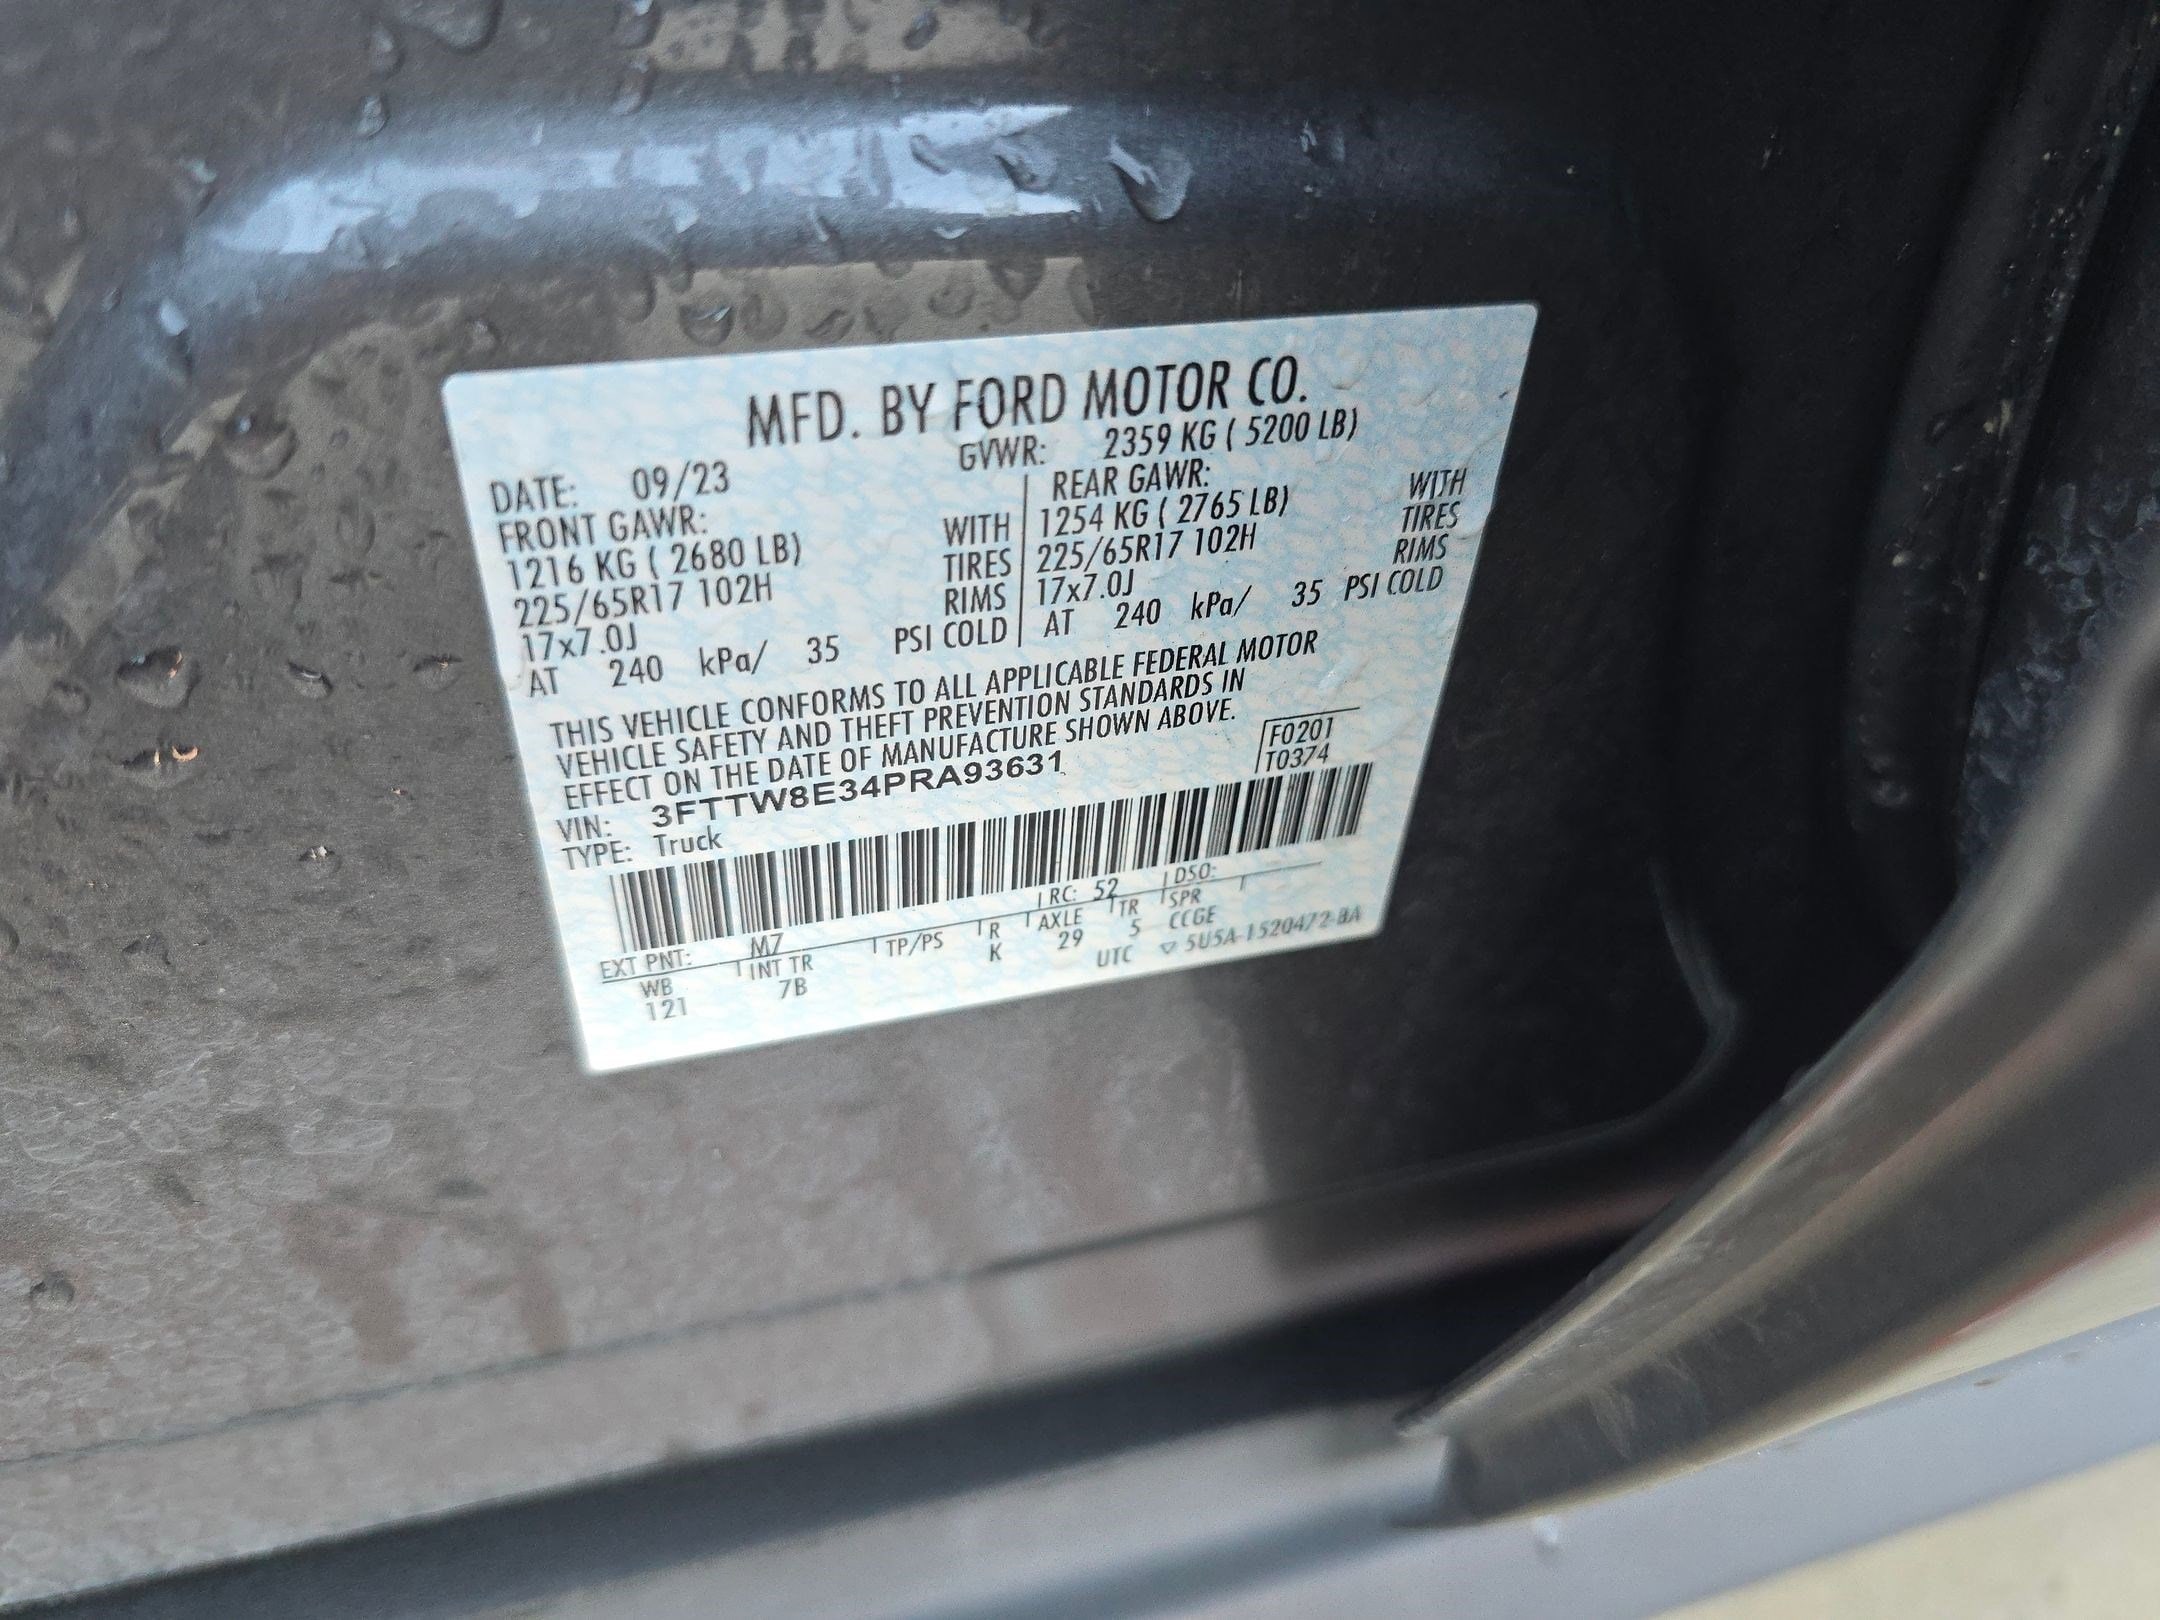 MFD. BY FORD MOTOR CO.
DATE: 09/23 GVWR: 2359 KG ( 5200 LB)
FRONT GAWR: REAR GAWR:
1216 KG ( 2680 LB) WITH 1254 KG ( 2765 LB) WITH
225/65R17 102H TIRES 225/65R17 102H TIRES
17x7.0J RIMS 17x7.0J RIMS
AT 240 kPa/ 35 PSI COLD AT 240 kPa/ 35 PSI COLD
THIS VEHICLE CONFORMS TO ALL APPLICABLE FEDERAL MOTOR
VEHICLE SAFETY AND THEFT PREVENTION STANDARDS IN
EFFECT ON THE DATE OF MANUFACTURE SHOWN ABOVE.
VIN: 3FTTW8E34PRA93631 F0201
TYPE: Truck T0374
EXT PNT: M7 RC: 52 DSO:
WB INT TR TP/PS R AXLE TR SPR
121 7B K 29 5 CCGE
UTC ▽ 5U5A-1520472-BA